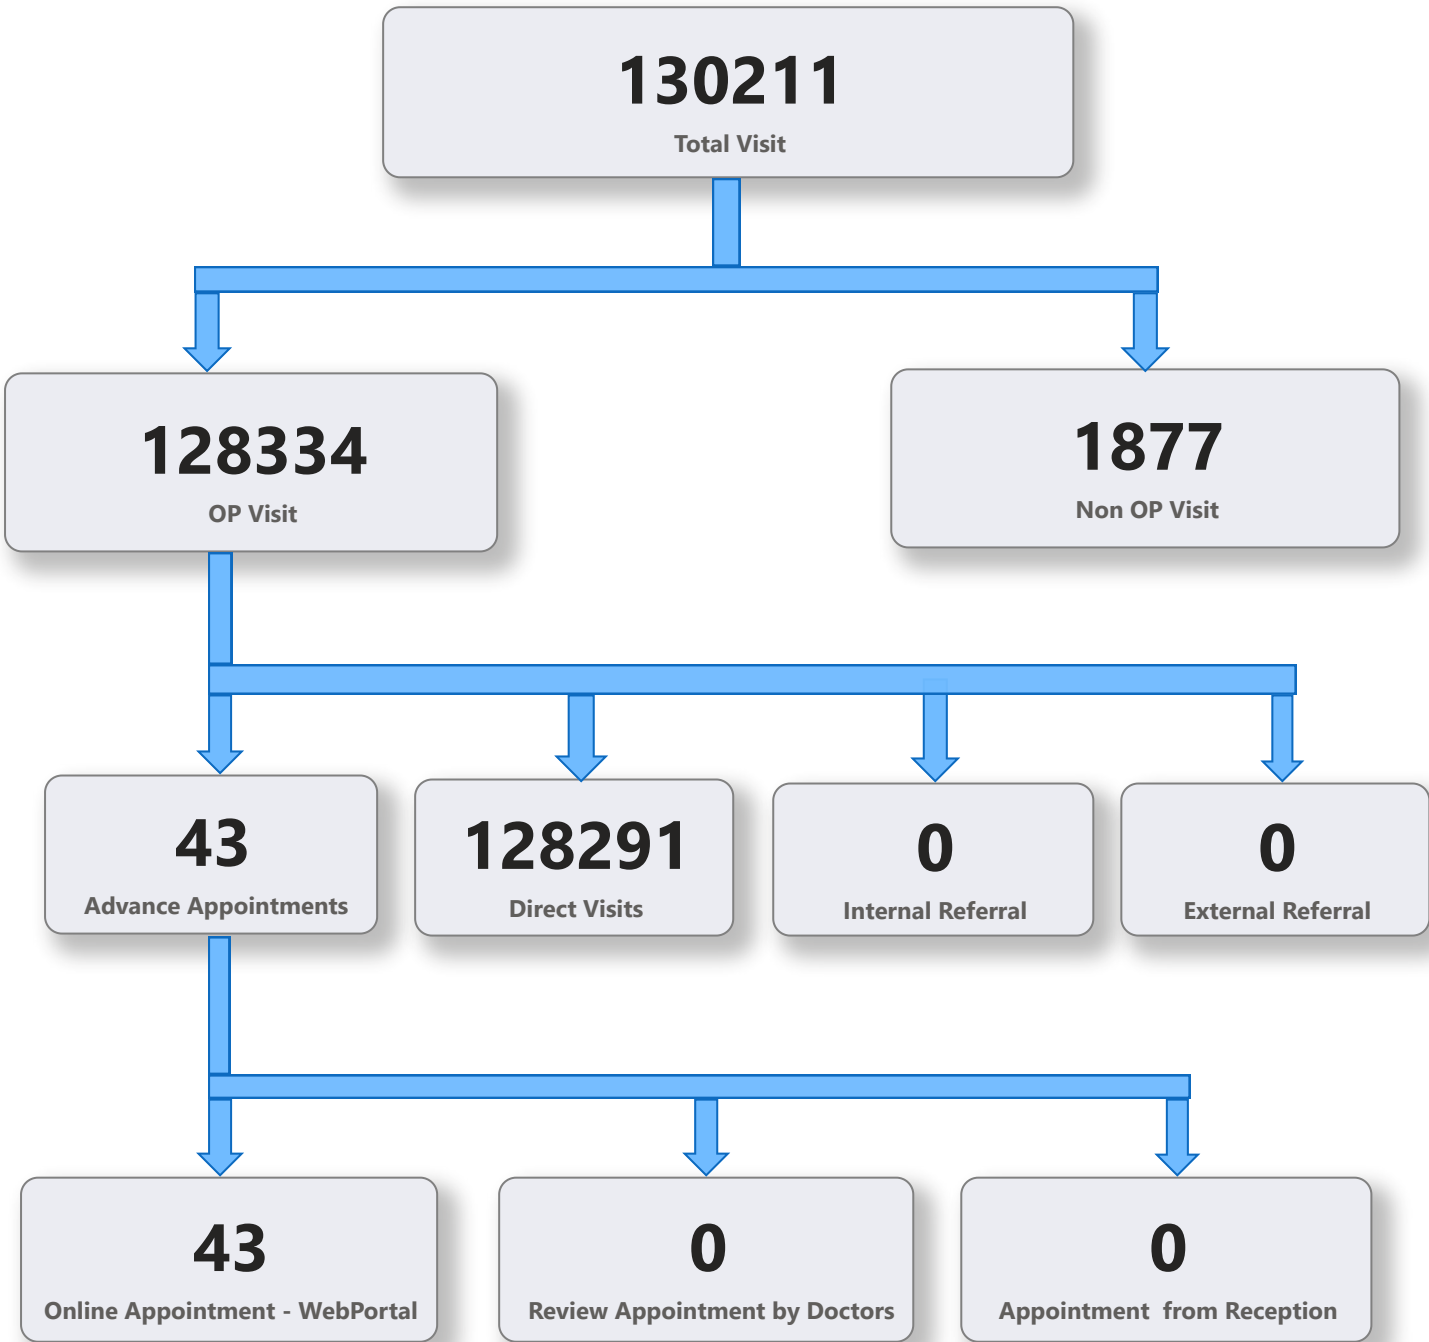 130211
Total Visit
128334
OP Visit
1877
Non OP Visit
43
Advance Appointments
128291
Direct Visits
0
Internal Referral
0
External Referral
43
Online Appointment - WebPortal
0
Review Appointment by Doctors
0
Appointment  from Reception